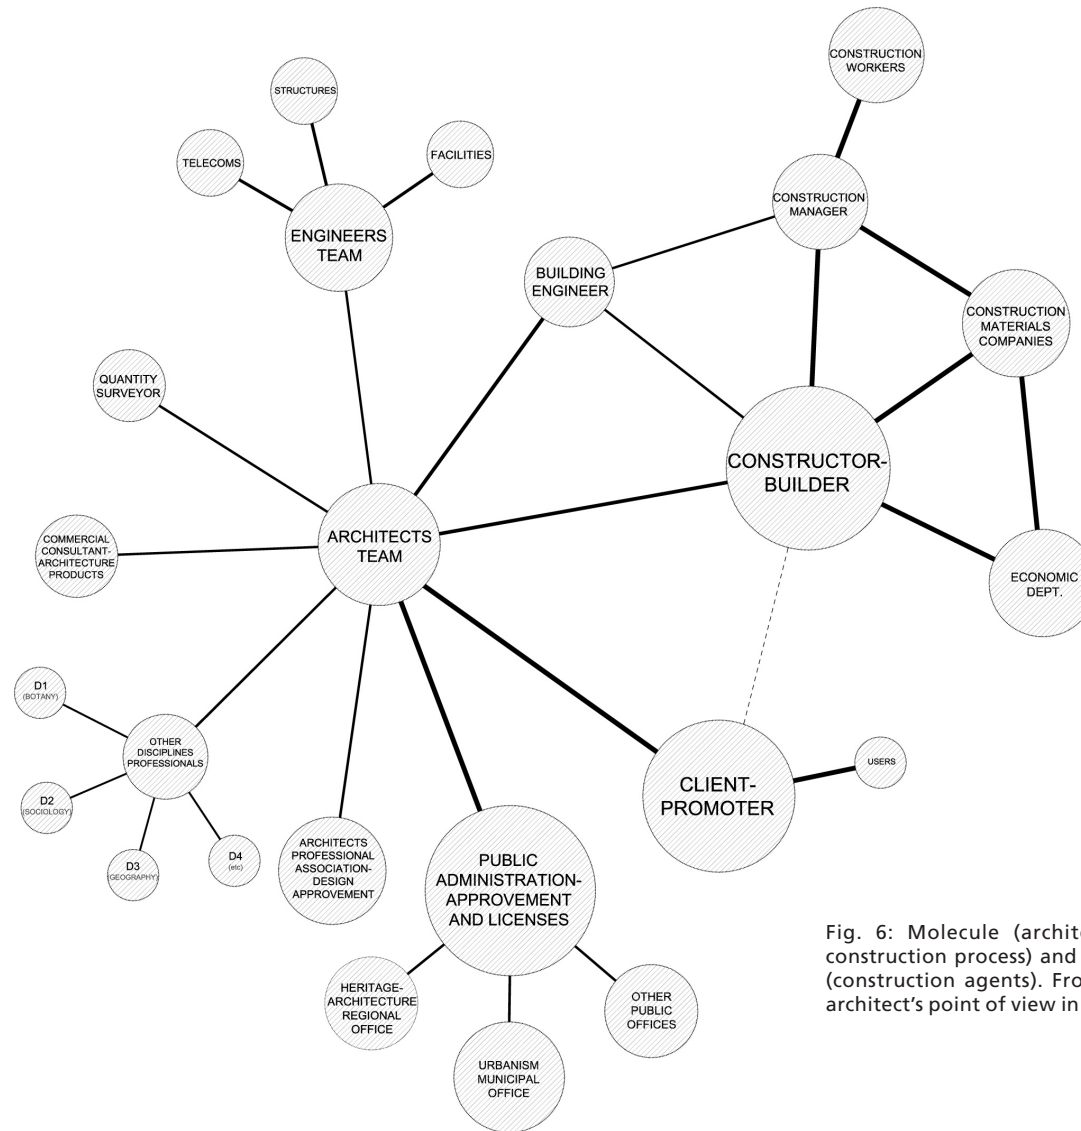 CONSTRUCTION
WORKERS
STRUCTURES
TELECOMS
FACILITIES
ENGINEERS
TEAM
CONSTRUCTION
MANAGER
BUILDING
ENGINEER
CONSTRUCTION
MATERIALS
COMPANIES
QUANTITY
SURVEYOR
CONSTRUCTOR-
BUILDER
ARCHITECTS
TEAM
COMMERCIAL
CONSULTANT-
ARCHITECTURE
PRODUCTS
ECONOMIC
DEPT.
D1
(BOTANY)
OTHER
DISCIPLINES
PROFESSIONALS
D2
(SOCIOLOGY)
D3
(GEOGRAPHY)
D4
(etc)
CLIENT-
PROMOTER
USERS
ARCHITECTS
PROFESSIONAL
ASSOCIATION-
DESIGN
APPROVEMENT
PUBLIC
ADMINISTRATION-
APPROVEMENT
AND LICENSES
HERITAGE-
ARCHITECTURE
REGIONAL
OFFICE
OTHER
PUBLIC
OFFICES
URBANISM
MUNICIPAL
OFFICE
Fig. 6: Molecule (archite
construction process) and
(construction agents). Fro
architect's point of view in